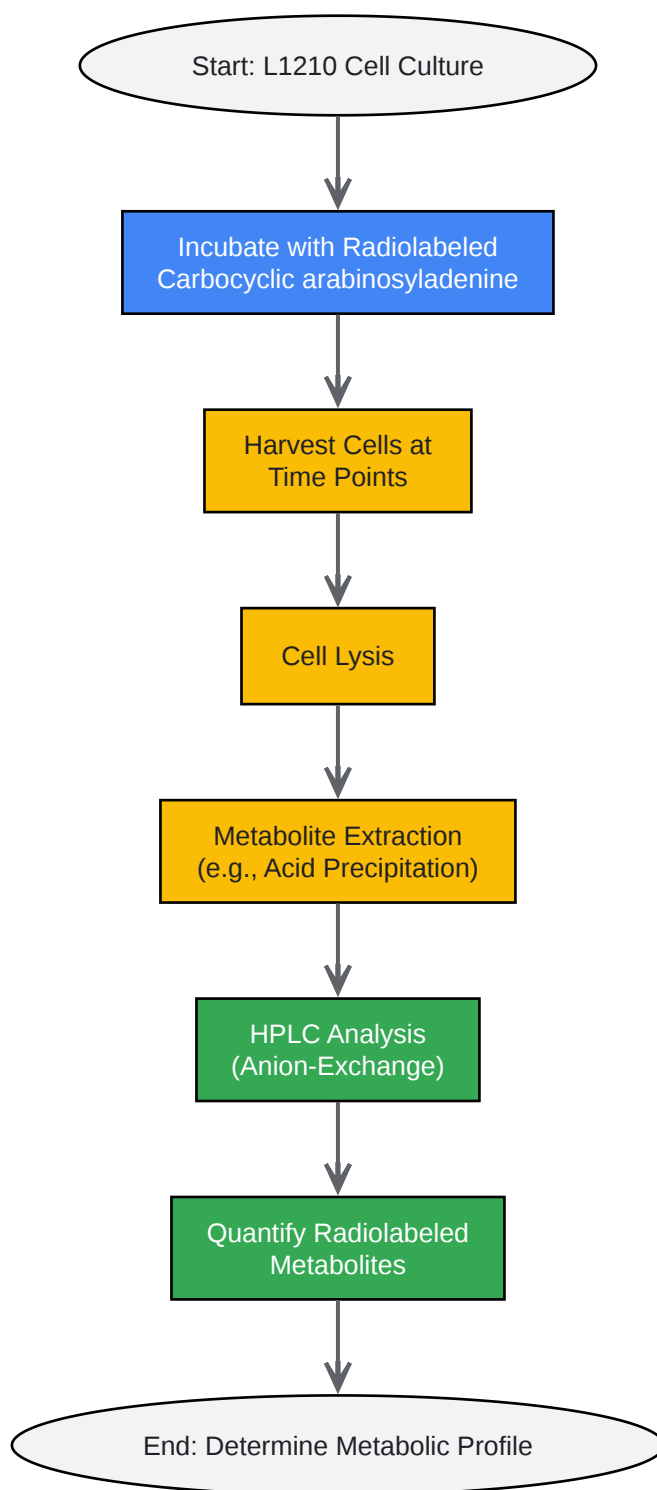 Start: L1210 Cell Culture
Incubate with Radiolabeled
Carbocyclic arabinosyladenine
Harvest Cells at
Time Points
Cell Lysis
Metabolite Extraction
(e.g., Acid Precipitation)
HPLC Analysis
(Anion-Exchange)
Quantify Radiolabeled
Metabolites
End: Determine Metabolic Profile